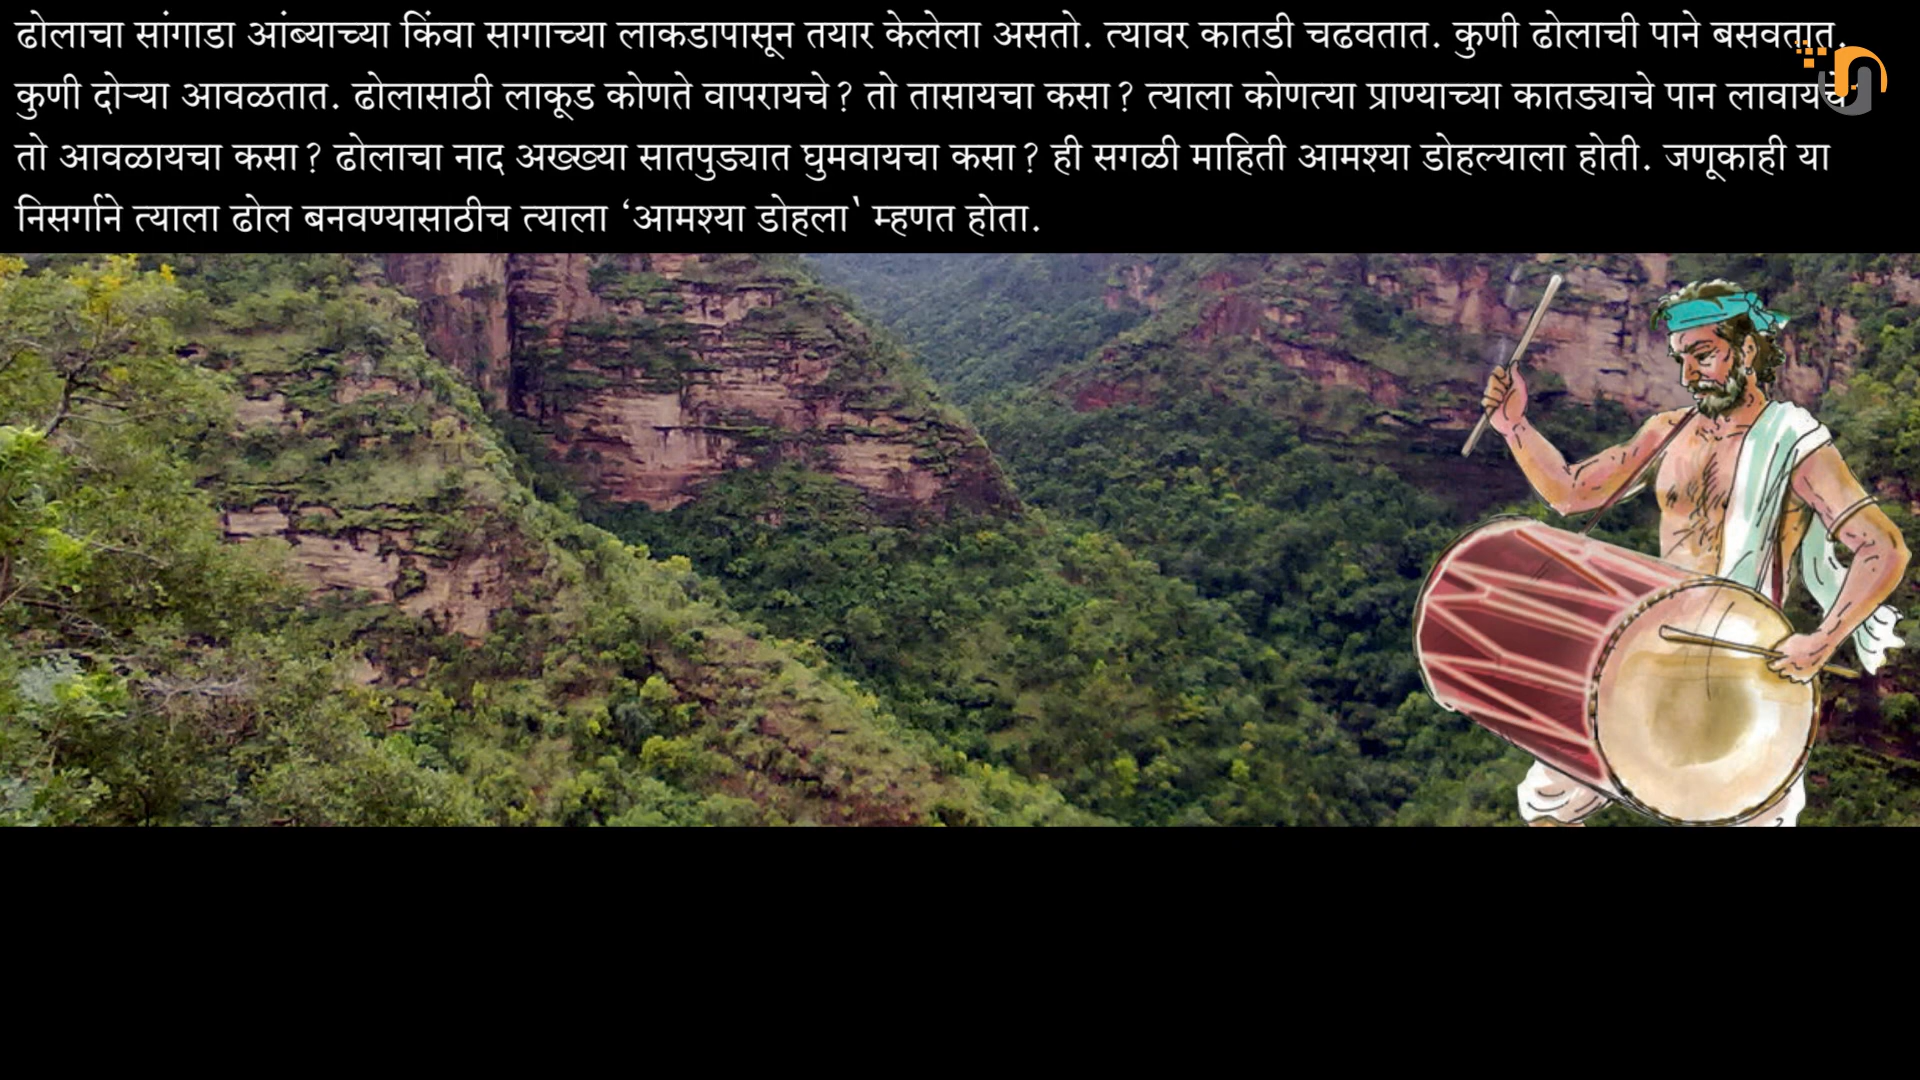 ढोलाचा सांगाडा आंब्याच्या किंवा सागाच्या लाकडापासून तयार केलेला असतो. त्यावर कातडी चढवतात. कुणी ढोलाची पाने बसवतात.
कुणी दोऱ्या आवळतात. ढोलासाठी लाकूड कोणते वापरायचे? तो तासायचा कसा? त्याला कोणत्या प्राण्याच्या कातड्याचे पान लावायचे
तो आवळायचा कसा? ढोलाचा नाद अख्ख्या सातपुड्यात घुमवायचा कसा? ही सगळी माहिती आमश्या डोहल्याला होती. जणूकाही या
निसर्गाने त्याला ढोल बनवण्यासाठीच त्याला ‘आमश्या डोहला‵ म्हणत होता.